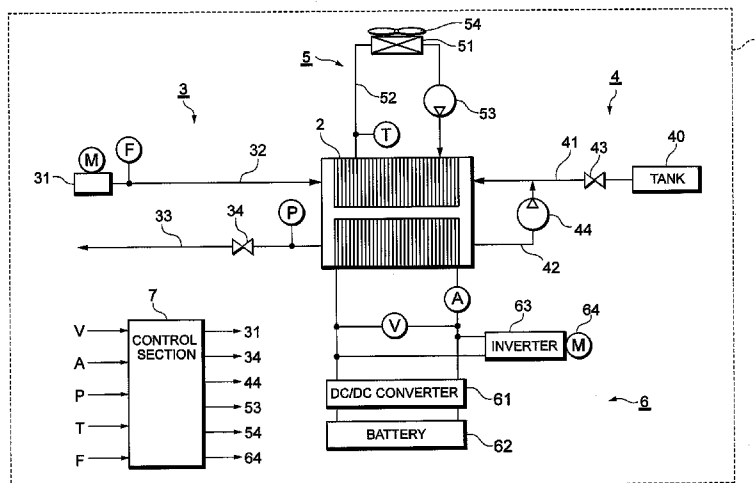 54
51
5
52
53
3
4
M
F
32
2
T
41
43
40
31
TANK
33
34
P
44
42
A
7
63
64
V
CONTROL SECTION
31
V
INVERTER
M
A
34
P
44
DC/DC CONVERTER
61
6
T
53
54
BATTERY
62
F
64